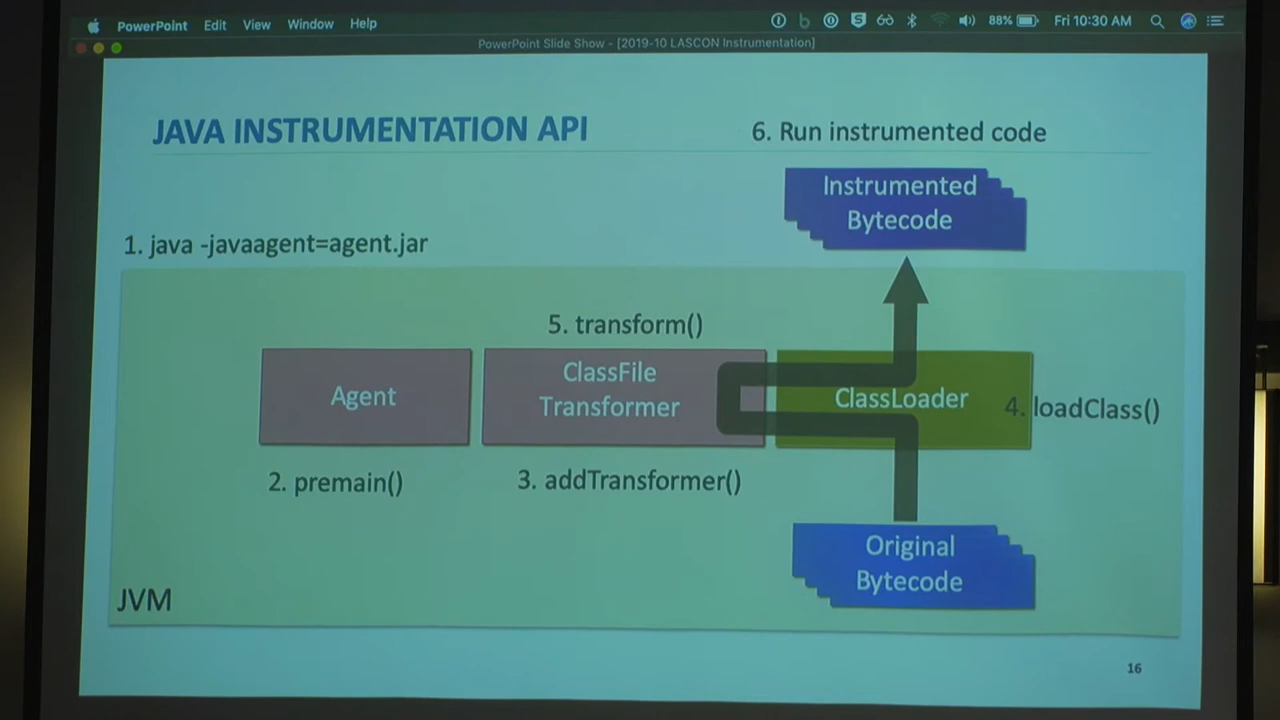 PowerPoint Edit View Window Help 88% Fri 10:30 AM
PowerPoint Slide Show - [2019-10 LASCON Instrumentation]
JAVA INSTRUMENTATION API
6. Run instrumented code
Instrumented
Bytecode
1. java -javaagent=agent.jar
5. transform()
Agent
ClassFile
Transformer
ClassLoader
4. loadClass()
2. premain()
3. addTransformer()
Original
Bytecode
JVM
16